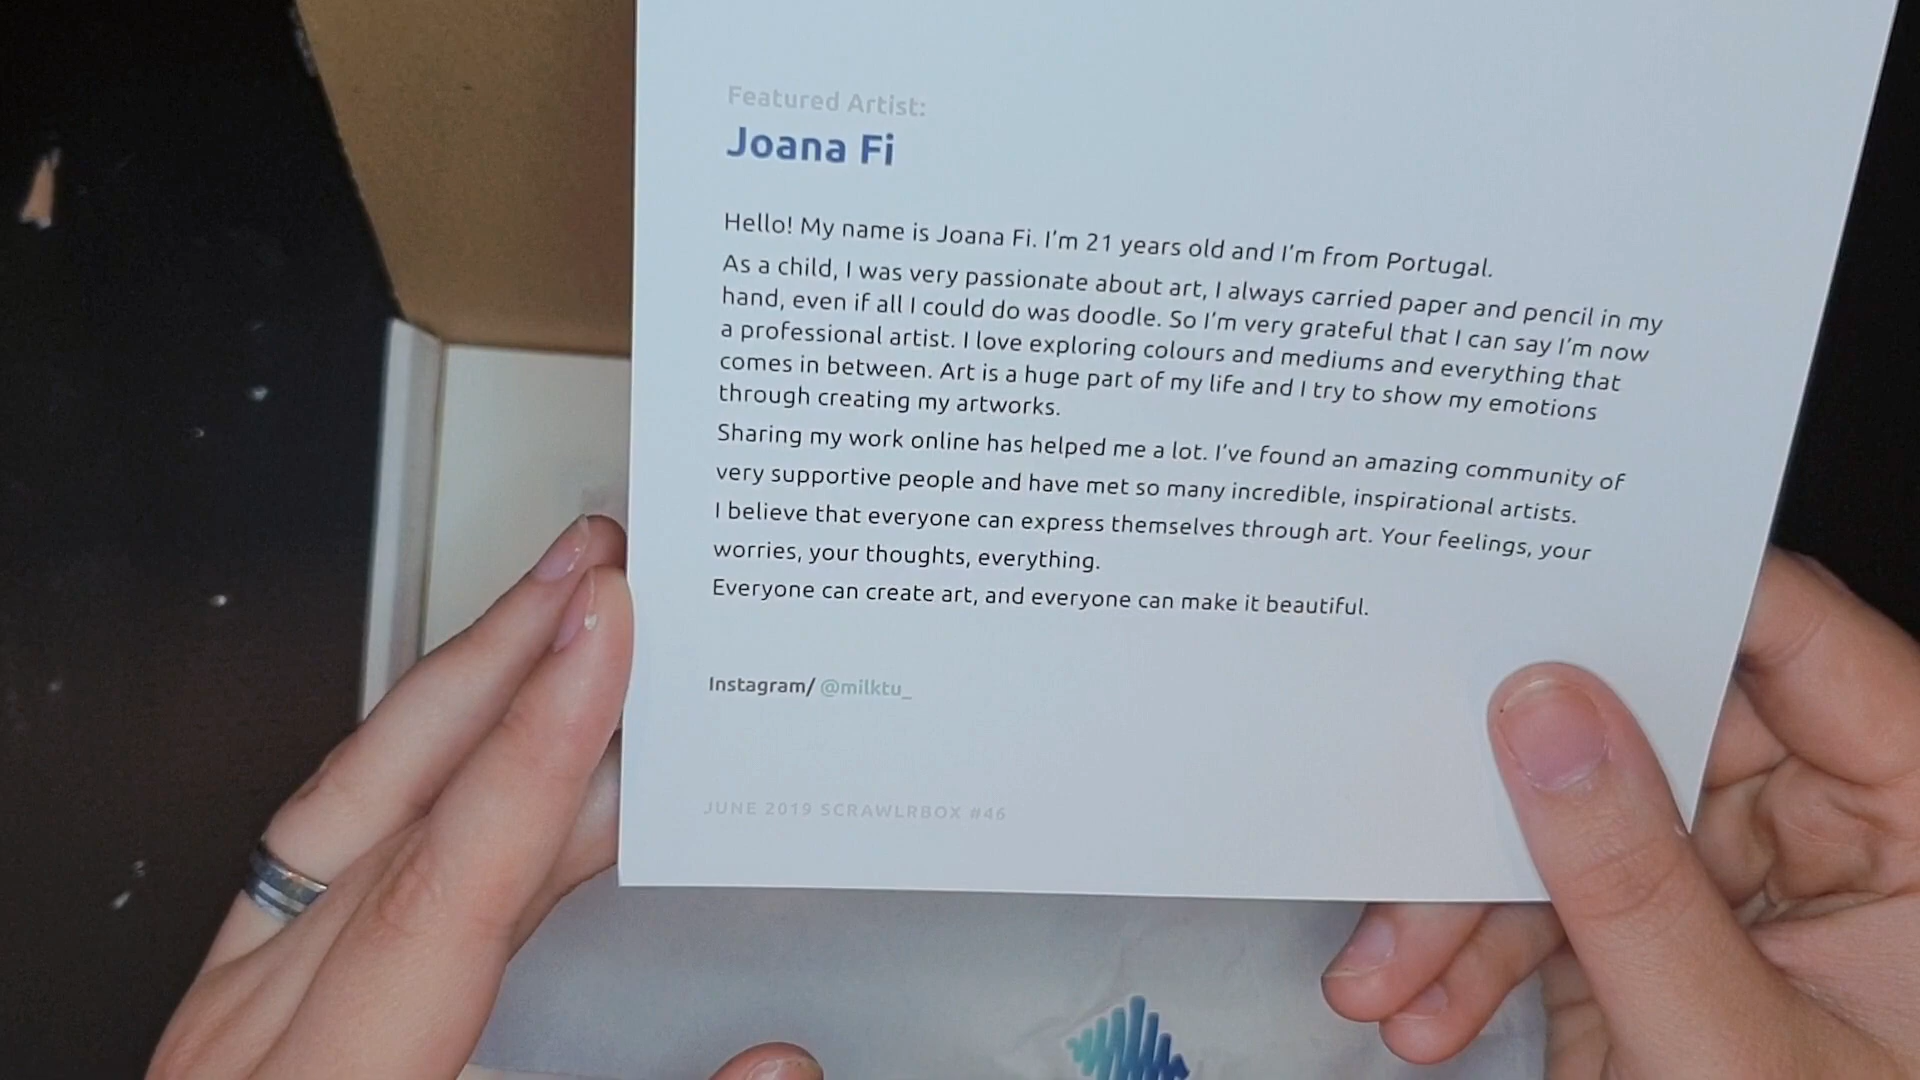 Featured Artist:
Joana Fi
Hello! My name is Joana Fi. I'm 21 years old and I'm from Portugal.
As a child, I was very passionate about art, I always carried paper and pencil in my
hand, even if all I could do was doodle. So I'm very grateful that I can say I'm now
a professional artist. I love exploring colours and mediums and everything that
comes in between. Art is a huge part of my life and I try to show my emotions
through creating my artworks.
Sharing my work online has helped me a lot. I've found an amazing community of
very supportive people and have met so many incredible, inspirational artists.
I believe that everyone can express themselves through art. Your feelings, your
worries, your thoughts, everything.
Everyone can create art, and everyone can make it beautiful.
Instagram/ @milktu_
JUNE 2019 SCRAWLRBOX #46